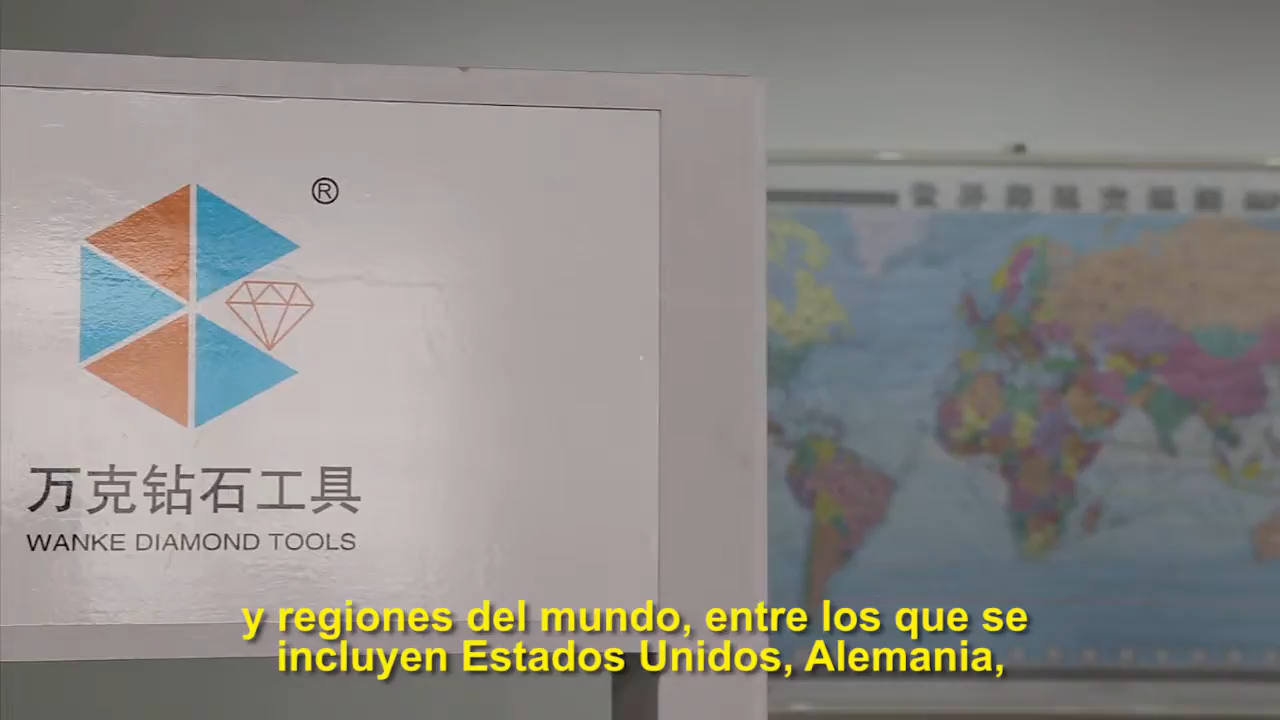 ®
万克钻石工具
WANKE DIAMOND TOOLS
y regiones del mundo, entre los que se
incluyen Estados Unidos, Alemania,